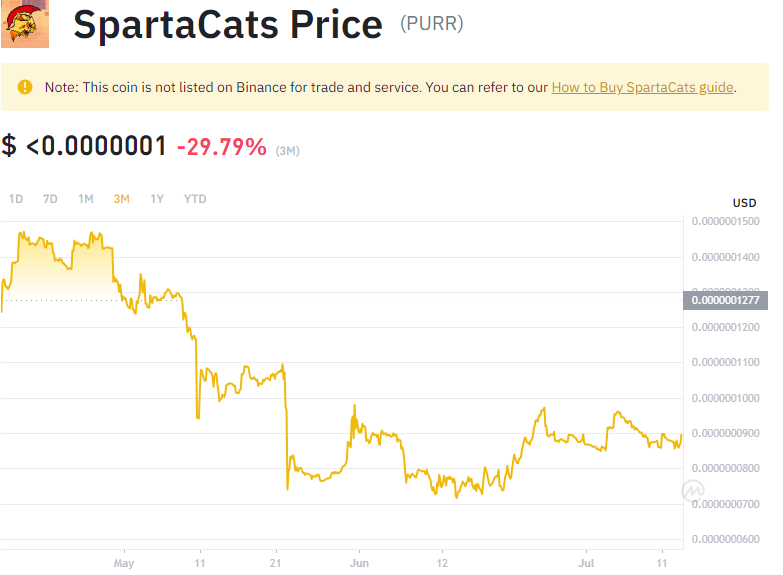 SpartaCats Price (PURR)
Note: This coin is not listed on Binance for trade and service. You can refer to our How to Buy SpartaCats guide.
$ <0.0000001 -29.79% (3M)
1D 7D 1M 3M 1Y YTD
USD
0.0000001500
0.0000001400
0.0000001277
0.0000001200
0.0000001100
0.0000001000
0.0000000900
0.0000000800
0.0000000700
0.0000000600
May 11 21 Jun 12 Jul 11